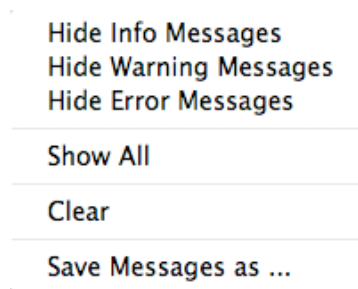 Hide Info Messages
Hide Warning Messages
Hide Error Messages
Show All
Clear
Save Messages as ...